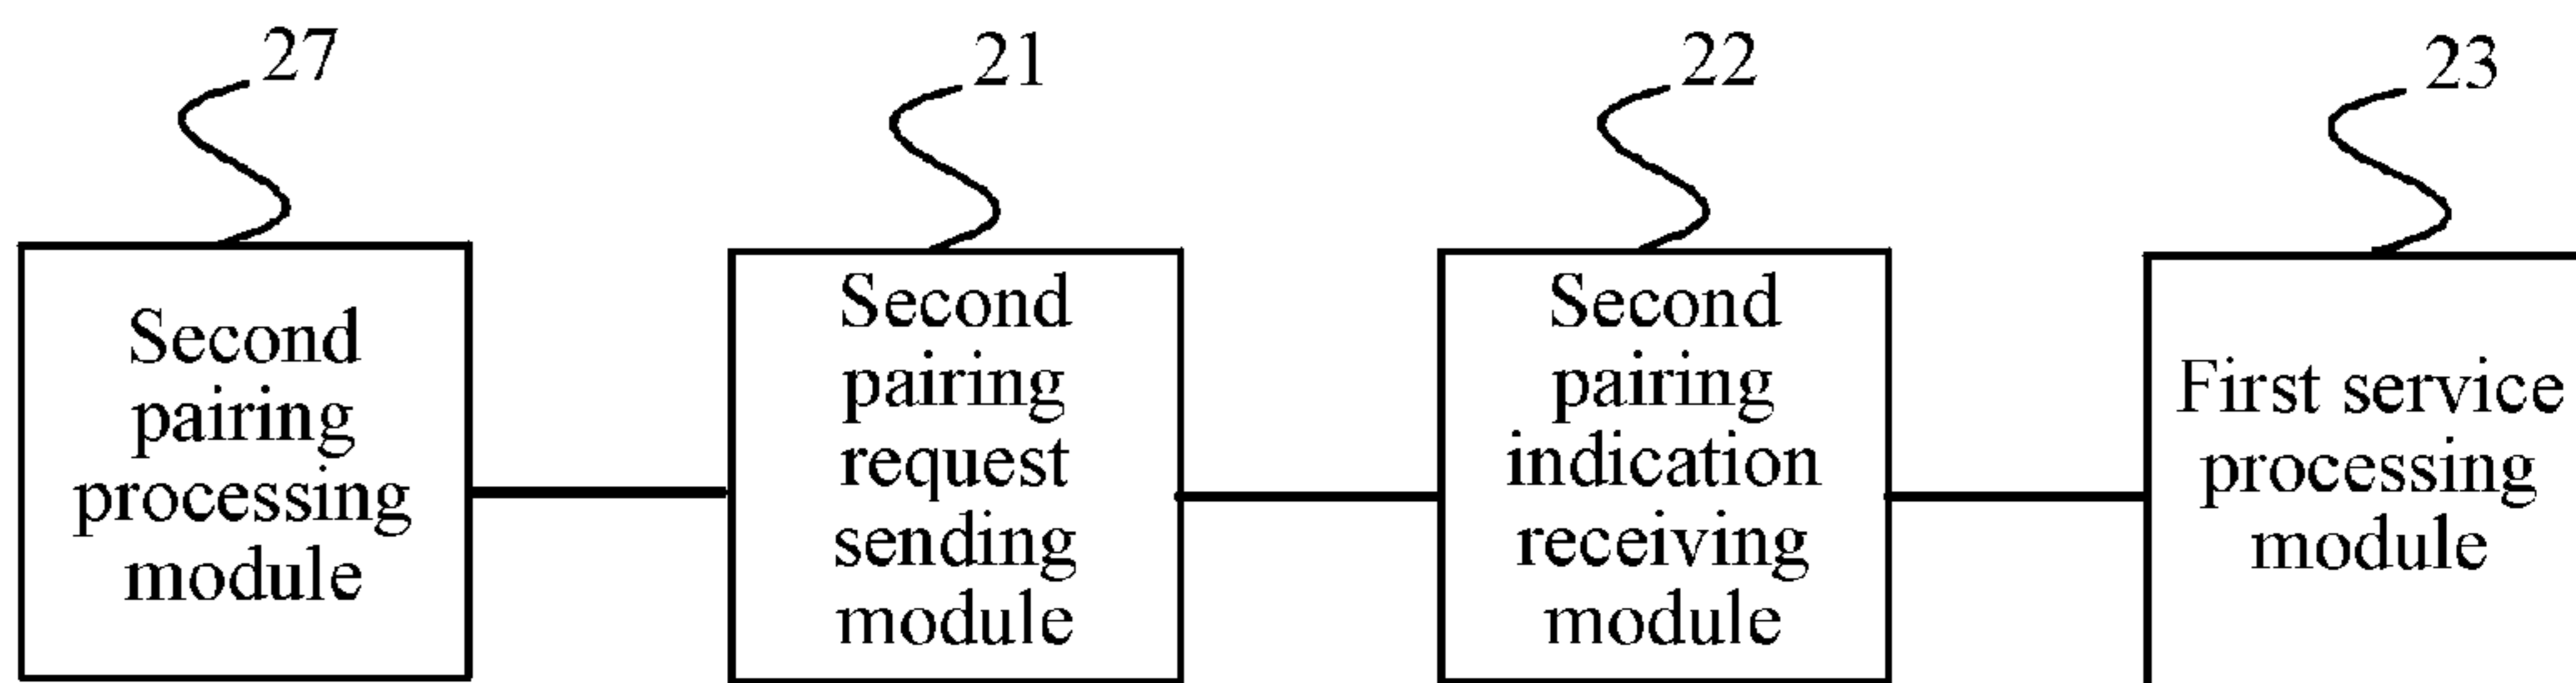 27
21
22
23
Second
pairing
processing
module
Second
pairing
request
sending
module
Second
pairing
indication
receiving
module
First service
processing
module